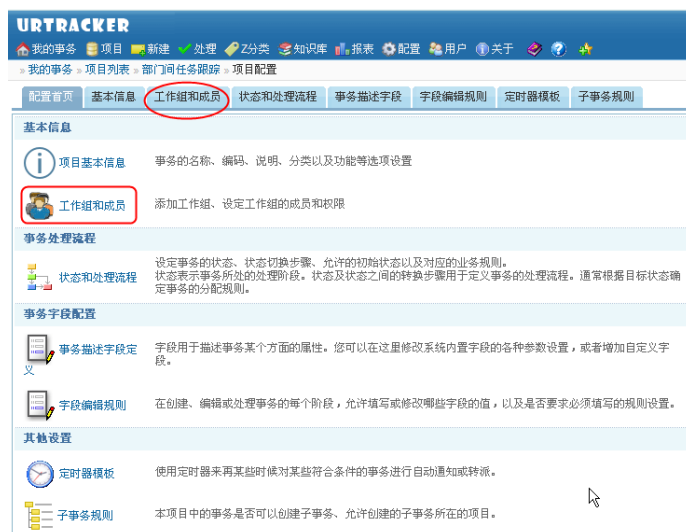 URTRACKER
我的事务 项目 新建 处理 Z分类 知识库 报表 配置 用户 关于
» 我的事务 » 项目列表 » 部门间任务跟踪 » 项目配置
配置首页 基本信息 工作组和成员 状态和处理流程 事务描述字段 字段编辑规则 定时器模板 子事务规则
基本信息
项目基本信息 事务的名称、编码、说明、分类以及功能等选项设置
工作组和成员 添加工作组、设定工作组的成员和权限
事务处理流程
状态和处理流程 设定事务的状态、状态切换步骤、允许的初始状态以及对应的业务规则。
状态表示事务所处的处理阶段。状态及状态之间的转换步骤用于定义事务的处理流程。通常根据目标状态确
定事务的分配规则。
事务字段配置
事务描述字段定 字段用于描述事务某个方面的属性。您可以在这里修改系统内置字段的各种参数设置，或者增加自定义字
义 段。
字段编辑规则 在创建、编辑或处理事务的每个阶段，允许填写或修改哪些字段的值，以及是否要求必须填写的规则设置。
其他设置
定时器模板 使用定时器来再某些时候对某些符合条件的事务进行自动通知或转派。
子事务规则 本项目中的事务是否可以创建子事务、允许创建的子事务所在的项目。